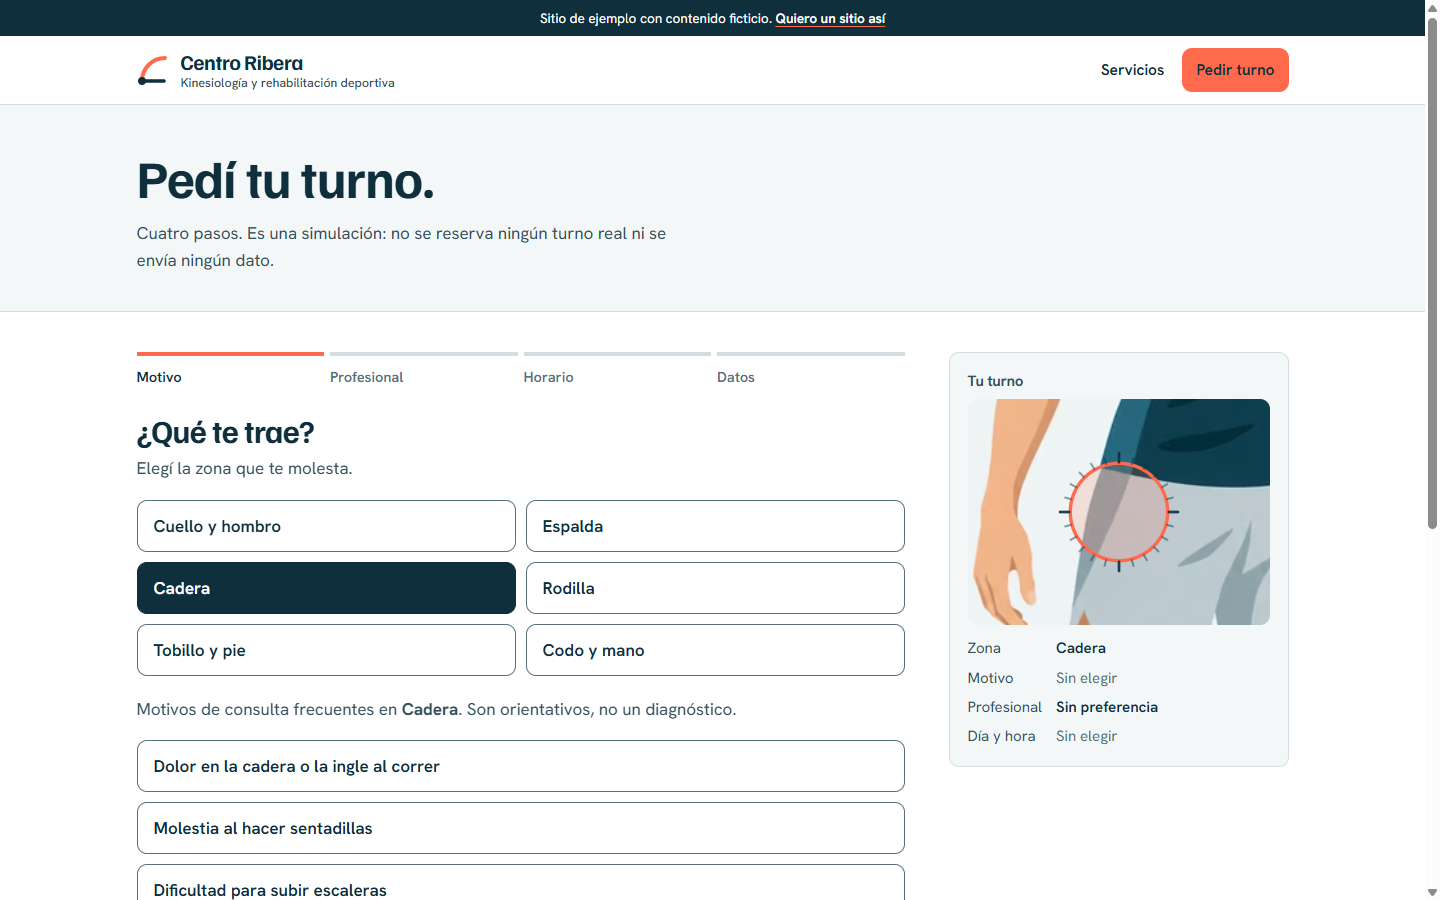 Sitio de ejemplo con contenido ficticio. Quiero un sitio así
Centro Ribera
Kinesiología y rehabilitación deportiva
Servicios
Pedir turno
Pedí tu turno.
Cuatro pasos. Es una simulación: no se reserva ningún turno real ni se
envía ningún dato.
Motivo
Profesional
Horario
Datos
¿Qué te trae?
Elegí la zona que te molesta.
Cuello y hombro
Espalda
Cadera
Rodilla
Tobillo y pie
Codo y mano
Motivos de consulta frecuentes en Cadera. Son orientativos, no un diagnóstico.
Dolor en la cadera o la ingle al correr
Molestia al hacer sentadillas
Dificultad para subir escaleras
Tu turno
Zona Cadera
Motivo Sin elegir
Profesional Sin preferencia
Día y hora Sin elegir